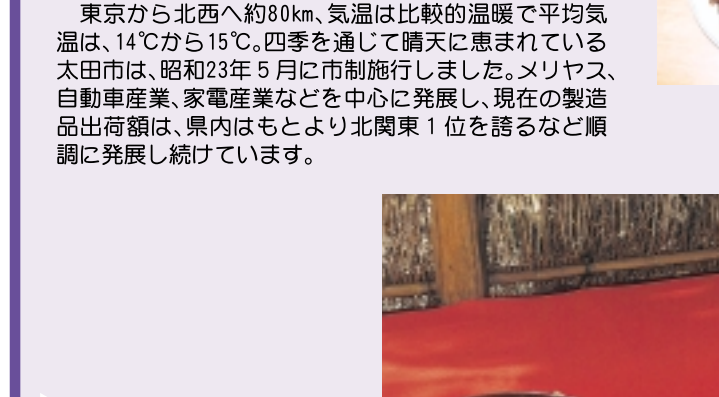 東京から北西へ約80km、気温は比較的温暖で平均気
温は、14℃から15℃。四季を通じて晴天に恵まれている
太田市は、昭和23年5月に市制施行しました。メリヤス、
自動車産業、家電産業などを中心に発展し、現在の製造
品出荷額は、県内はもとより北関東1位を誇るなど順
調に発展し続けています。